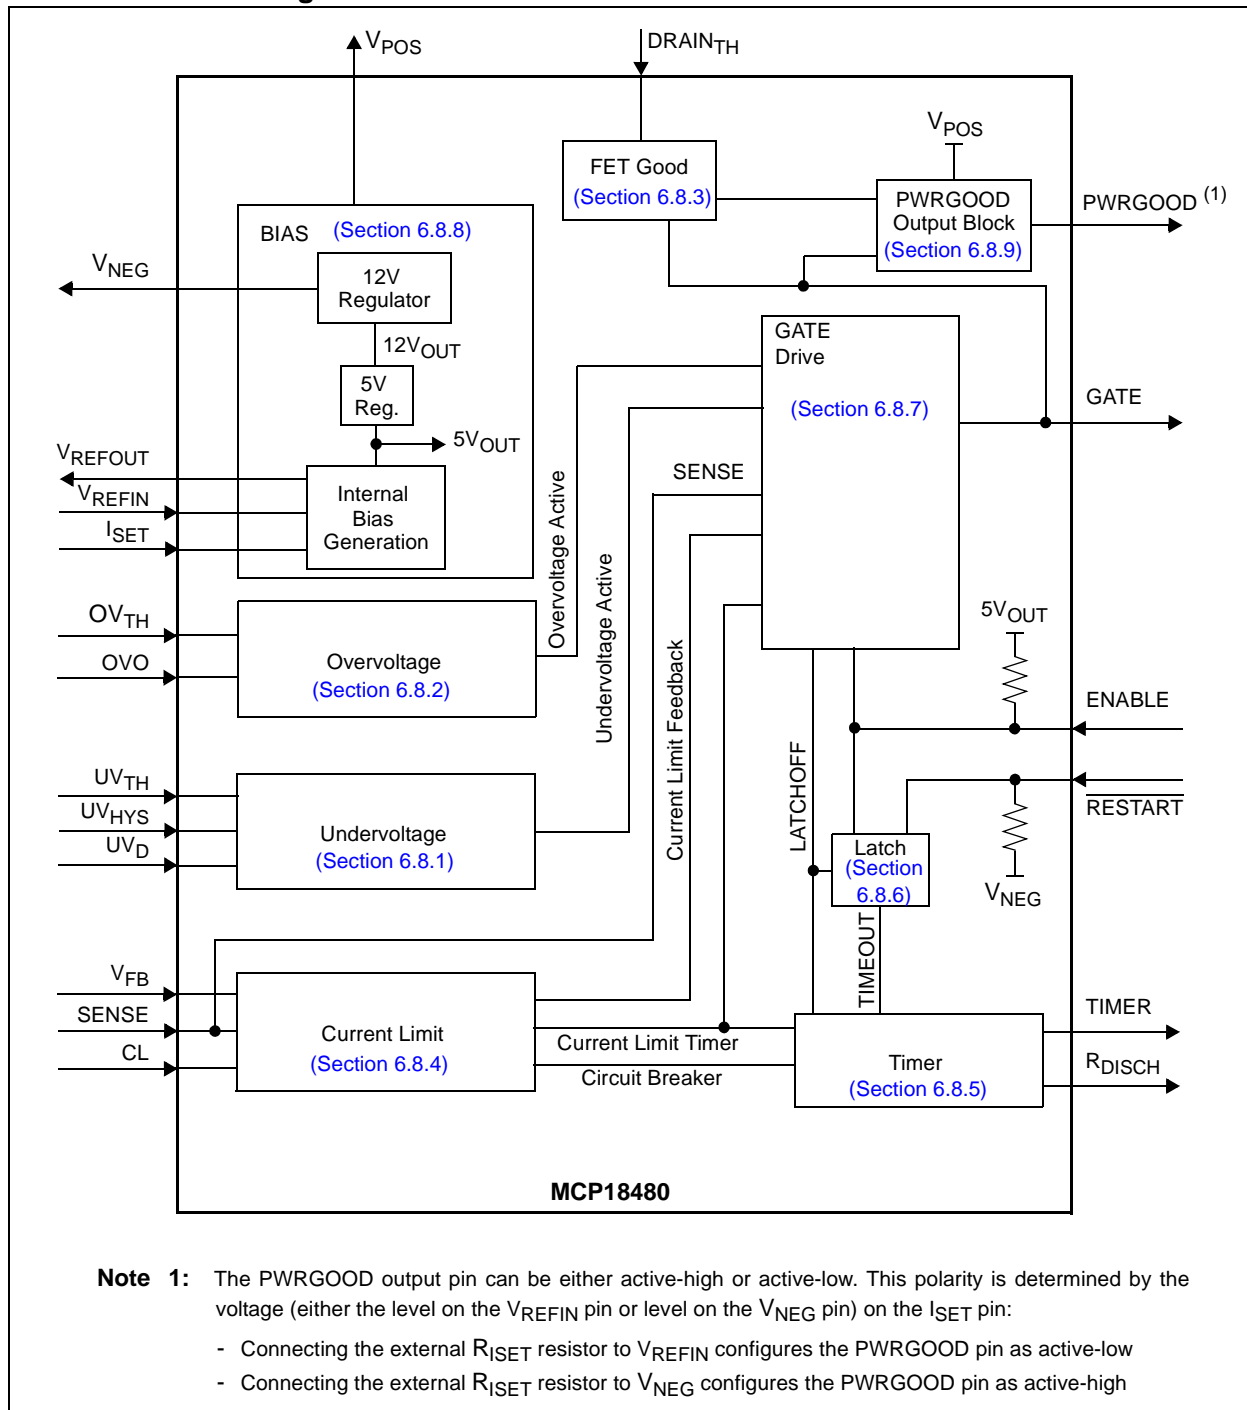 VPOS
DRAINTH
VPOS
FET Good
(Section 6.8.3)
PWRGOOD
Output Block
(Section 6.8.9)
PWRGOOD (1)
BIAS (Section 6.8.8)
VNEG
12V
Regulator
12VOUT
5V
Reg.
5VOUT
VREFOUT
VREFIN
ISET
Internal
Bias
Generation
GATE
Drive
(Section 6.8.7)
GATE
SENSE
Overvoltage Active
Undervoltage Active
Current Limit Feedback
OVTH
OVO
Overvoltage
(Section 6.8.2)
5VOUT
ENABLE
LATCHOFF
RESTART
UVTH
UVHYS
UVD
Undervoltage
(Section 6.8.1)
Latch
(Section
6.8.6)
VNEG
TIMEOUT
VFB
SENSE
CL
Current Limit
(Section 6.8.4)
Current Limit Timer
Circuit Breaker
Timer
(Section 6.8.5)
TIMER
RDISCH
MCP18480
Note 1: The PWRGOOD output pin can be either active-high or active-low. This polarity is determined by the
voltage (either the level on the VREFIN pin or level on the VNEG pin) on the ISET pin:
- Connecting the external RISET resistor to VREFIN configures the PWRGOOD pin as active-low
- Connecting the external RISET resistor to VNEG configures the PWRGOOD pin as active-high